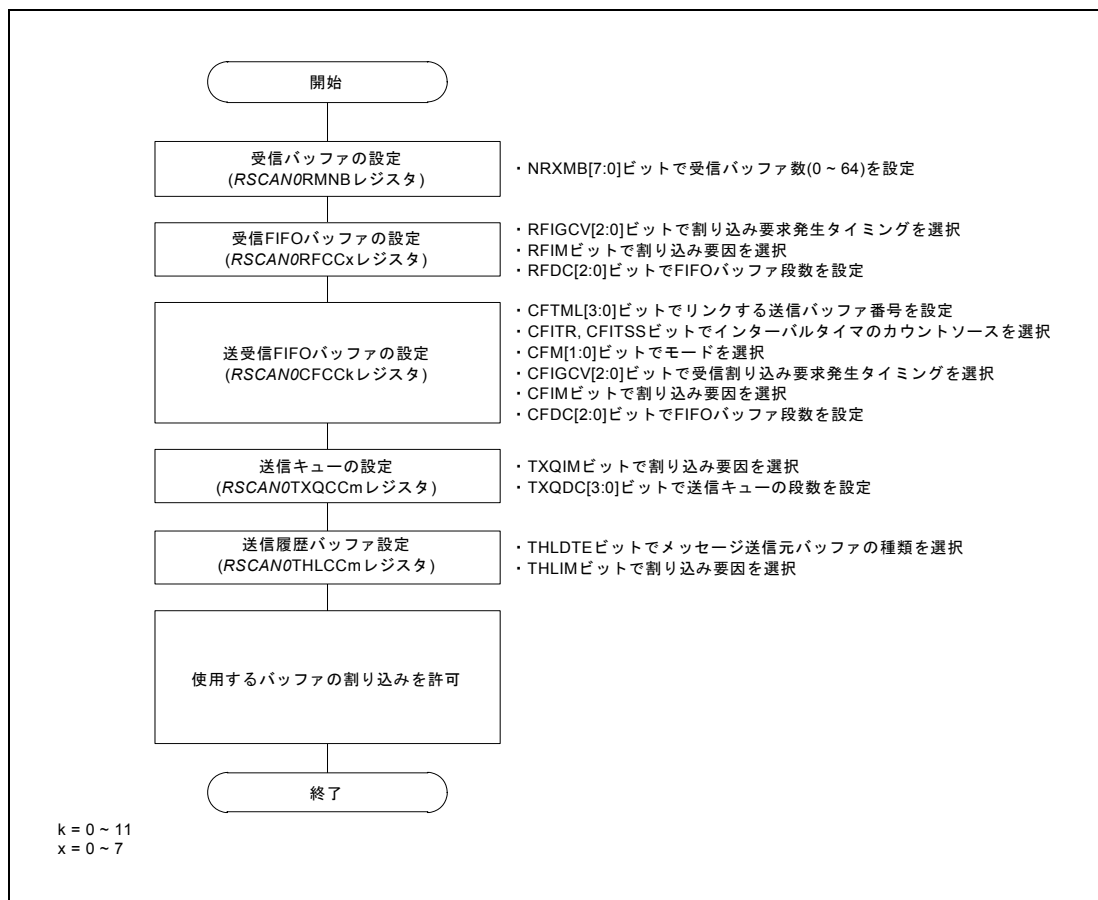 開始
受信バッファの設定
(RSCAN0RMNBレジスタ)
・NRXMB[7:0]ビットで受信バッファ数(0 ~ 64)を設定
受信FIFOバッファの設定
(RSCAN0RFCCxレジスタ)
・RFIGCV[2:0]ビットで割り込み要求発生タイミングを選択
・RFIMビットで割り込み要因を選択
・RFDC[2:0]ビットでFIFOバッファ段数を設定
送受信FIFOバッファの設定
(RSCAN0CFCCkレジスタ)
・CFTML[3:0]ビットでリンクする送信バッファ番号を設定
・CFITR, CFITSSビットでインターバルタイマのカウントソースを選択
・CFM[1:0]ビットでモードを選択
・CFIGCV[2:0]ビットで受信割り込み要求発生タイミングを選択
・CFIMビットで割り込み要因を選択
・CFDC[2:0]ビットでFIFOバッファ段数を設定
送信キューの設定
(RSCAN0TXQCCmレジスタ)
・TXQIMビットで割り込み要因を選択
・TXQDC[3:0]ビットで送信キューの段数を設定
送信履歴バッファ設定
(RSCAN0THLCCmレジスタ)
・THLDTEビットでメッセージ送信元バッファの種類を選択
・THLIMビットで割り込み要因を選択
使用するバッファの割り込みを許可
終了
k = 0 ~ 11
x = 0 ~ 7